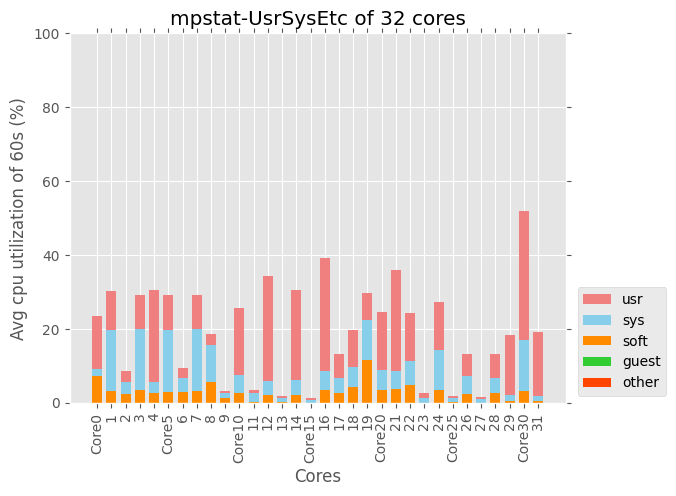 mpstat-UsrSysEtc of 32 cores
Avg cpu utilization of 60s (%)
100
80
60
40
20
0
usr
sys
soft
guest
other
Core0
1
2
3
4
Core5
6
7
8
9
Core10
11
12
13
14
Core15
16
17
18
19
Core20
21
22
23
24
Core25
26
27
28
29
Core30
31
Cores